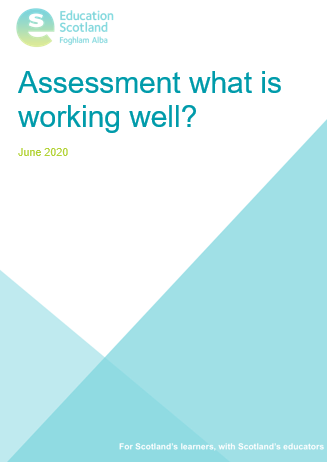 Education
Scotland
Foghlam Alba
Assessment what is
working well?
June 2020
For Scotland's learners, with Scotland's educators